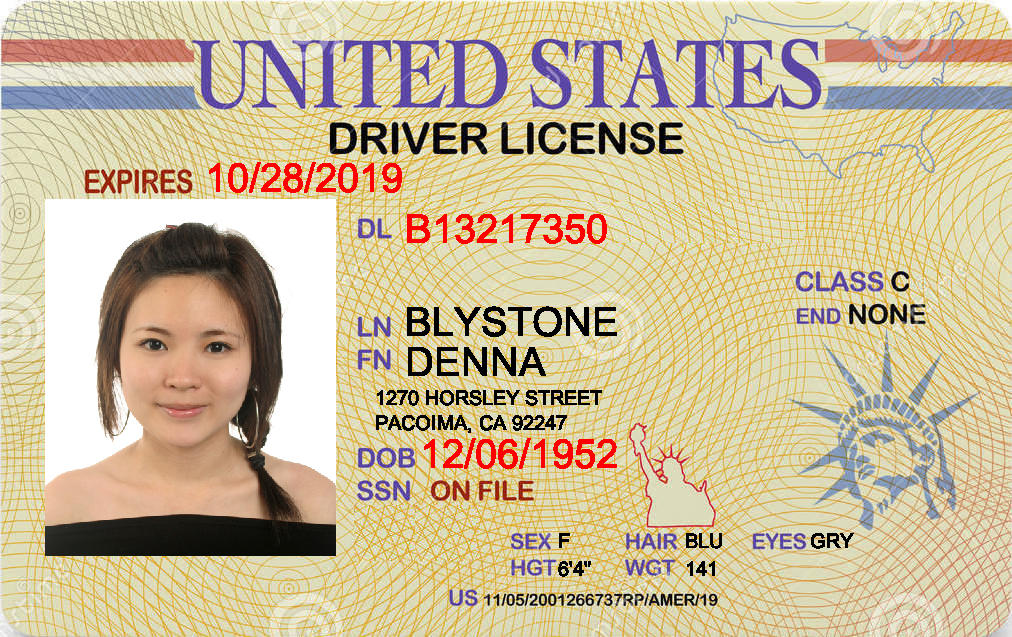 UNITED STATES
DRIVER LICENSE
EXPIRES 10/28/2019
DL B13217350
CLASS C
END NONE
LN BLYSTONE
FN DENNA
1270 HORSLEY STREET
PACOIMA, CA 92247
DOB 12/06/1952
SSN ON FILE
SEX F HAIR BLU EYES GRY
HGT 6'4" WGT 141
US 11/05/2001266737RP/AMER/19